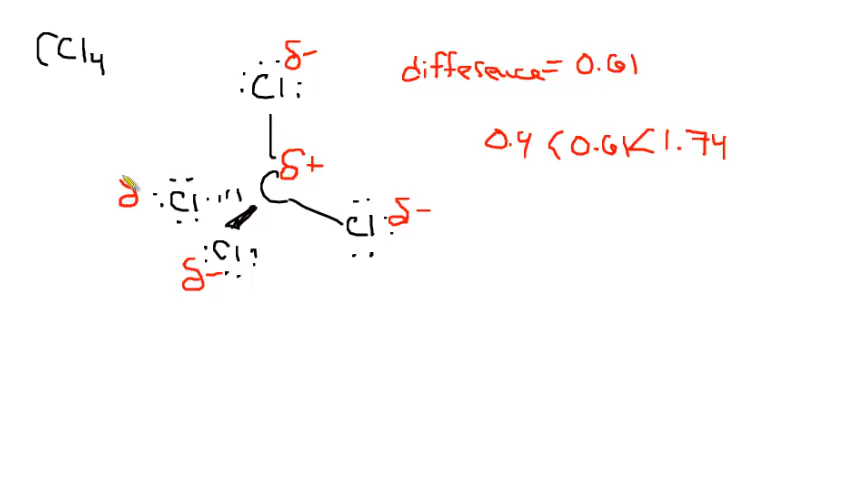 CCl4
δ-
Cl
difference= 0.61
0.4 < 0.61 < 1.74
δ+
C
δ
Cl
Cl
δ-
Cl
δ-